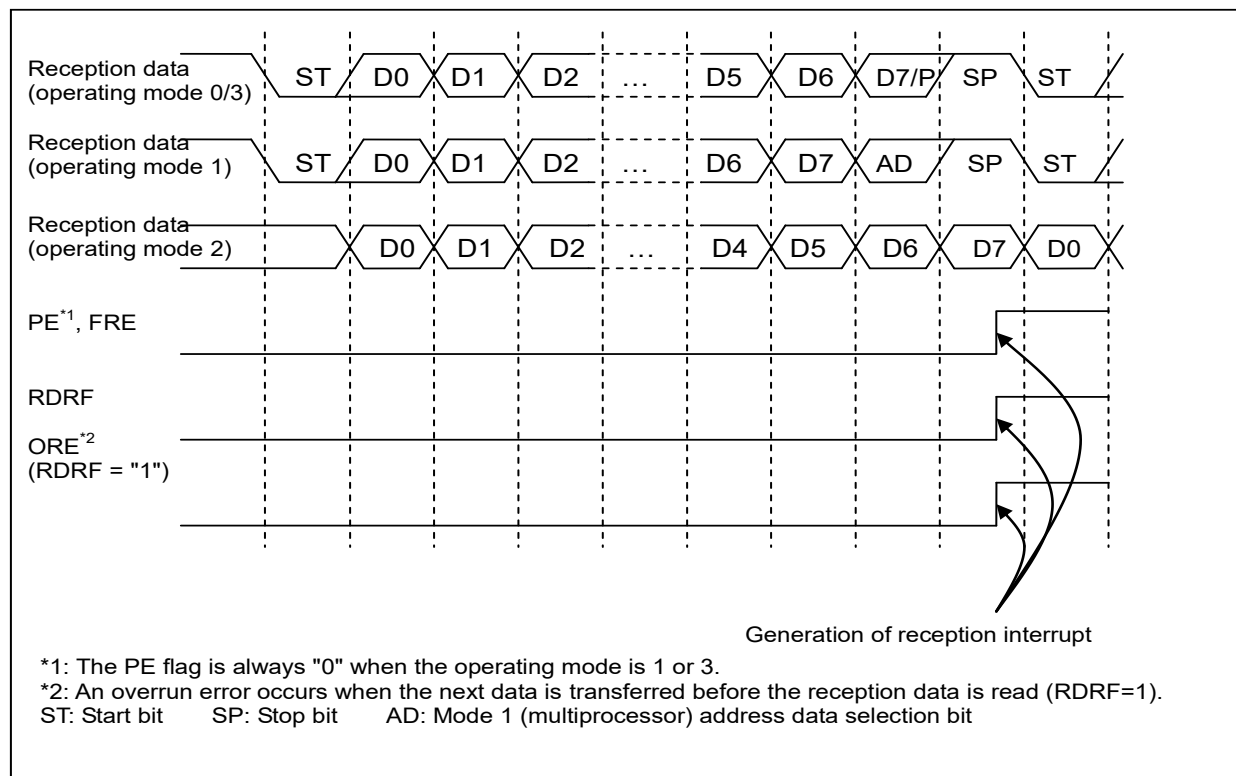 Reception data
(operating mode 0/3)
ST D0 D1 D2 ... D5 D6 D7/P SP ST
Reception data
(operating mode 1)
ST D0 D1 D2 ... D6 D7 AD SP ST
Reception data
(operating mode 2)
D0 D1 D2 ... D4 D5 D6 D7 D0
PE*1, FRE
RDRF
ORE*2
(RDRF = "1")
Generation of reception interrupt
*1: The PE flag is always "0" when the operating mode is 1 or 3.
*2: An overrun error occurs when the next data is transferred before the reception data is read (RDRF=1).
ST: Start bit SP: Stop bit AD: Mode 1 (multiprocessor) address data selection bit